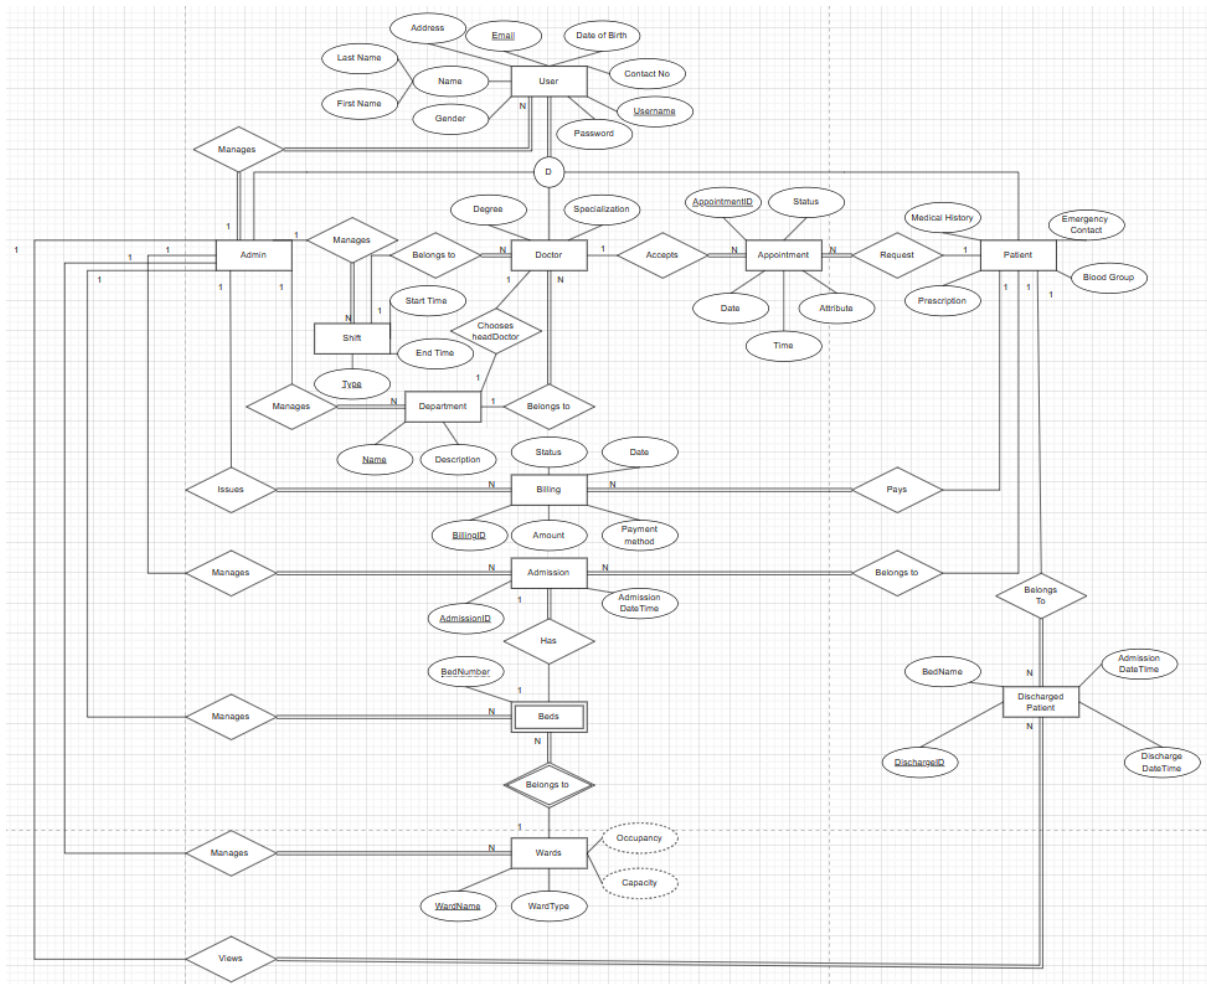 Address
Email
Date of Birth
Last Name
Name
Contact No
User
First Name
Gender
Username
Password
N
Manages
D
Degree
Specialization
AppointmentID
Status
Medical History
Emergency
Contact
1
1
1
1
Manages
Belongs to
N
Doctor
1
Accepts
N
Appointment
N
Request
1
Patient
Admin
1
1
1
1
Blood Group
1
N
1
1
1
Start Time
Date
Attribute
Prescription
1
N
Shift
Chooses
headDoctor
End Time
Time
Type
1
Manages
N
Department
1
Belongs to
Name
Description
Status
Date
Issues
N
Billing
N
Pays
BillingID
Amount
Payment
method
Manages
N
Admission
N
Belongs to
1
Admission
DateTime
AdmissionID
Belongs
To
Has
BedNumber
BedName
Admission
DateTIme
N
1
Manages
N
Beds
Discharged
Patient
N
N
DischargeID
Discharge
DateTime
Belongs to
1
Occupancy
Manages
N
Wards
Capacity
WardName
WardType
Views